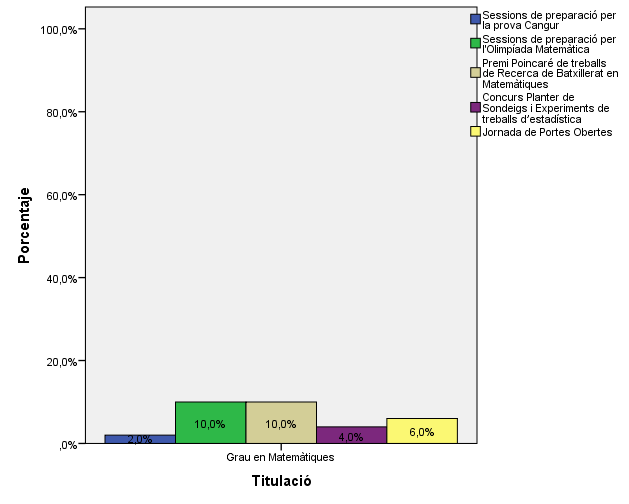 100,0%
80,0%
60,0%
40,0%
20,0%
,0%
Porcentaje
2,0%
10,0%
10,0%
4,0%
6,0%
Grau en Matemàtiques
Titulació
Sessions de preparació per
la prova Cangur
Sessions de preparació per
l'Olimpíada Matemàtica
Premi Poincaré de treballs
de Recerca de Batxillerat en
Matemàtiques
Concurs Planter de
Sondeigs i Experiments de
treballs d'estadística
Jornada de Portes Obertes